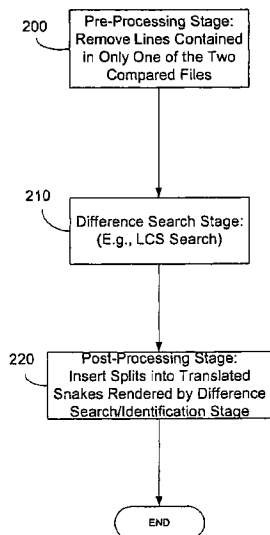 200
Pre-Processing Stage:
Remove Lines Contained
in Only One of the Two
Compared Files
210
Difference Search Stage:
(E.g., LCS Search)
220
Post-Processing Stage:
Insert Splits into Translated
Snakes Rendered by Difference
Search/Identification Stage
END